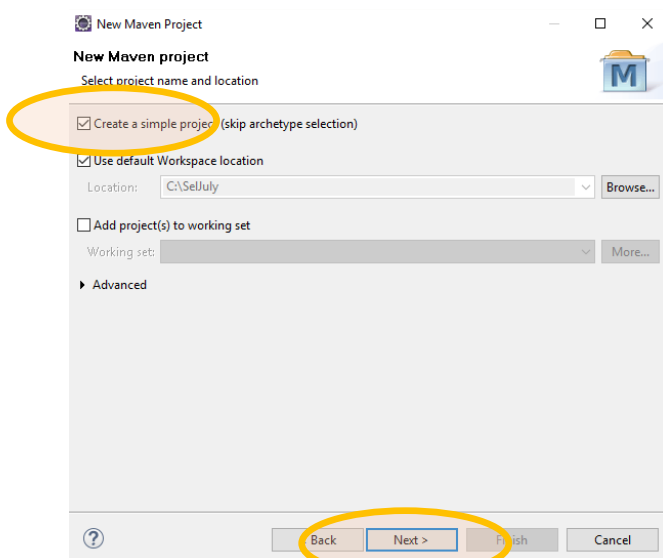 New Maven Project
New Maven project
Select project name and location
M
Create a simple project (skip archetype selection)
Use default Workspace location
Location: C:\SelJuly Browse...
Add project(s) to working set
Working set: More...
Advanced
? Back Next > Finish Cancel